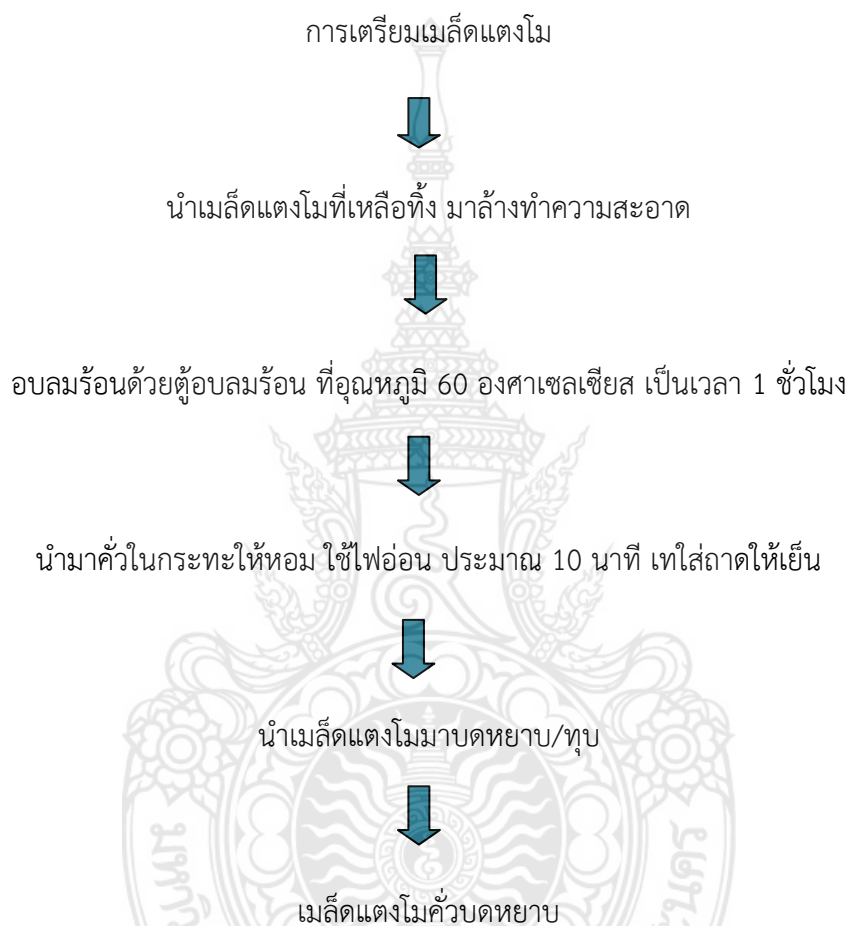 การเตรียมเมล็ดแตงโม
นำเมล็ดแตงโมที่เหลือทิ้ง มาล้างทำความสะอาด
อบลมร้อนด้วยตู้อบลมร้อน ที่อุณหภูมิ 60 องศาเซลเซียส เป็นเวลา 1 ชั่วโมง
นำมาคั่วในกระทะให้หอม ใช้ไฟอ่อน ประมาณ 10 นาที เทใส่ถาดให้เย็น
นำเมล็ดแตงโมมาบดหยาบ/ทุบ
เมล็ดแตงโมคั่วบดหยาบ